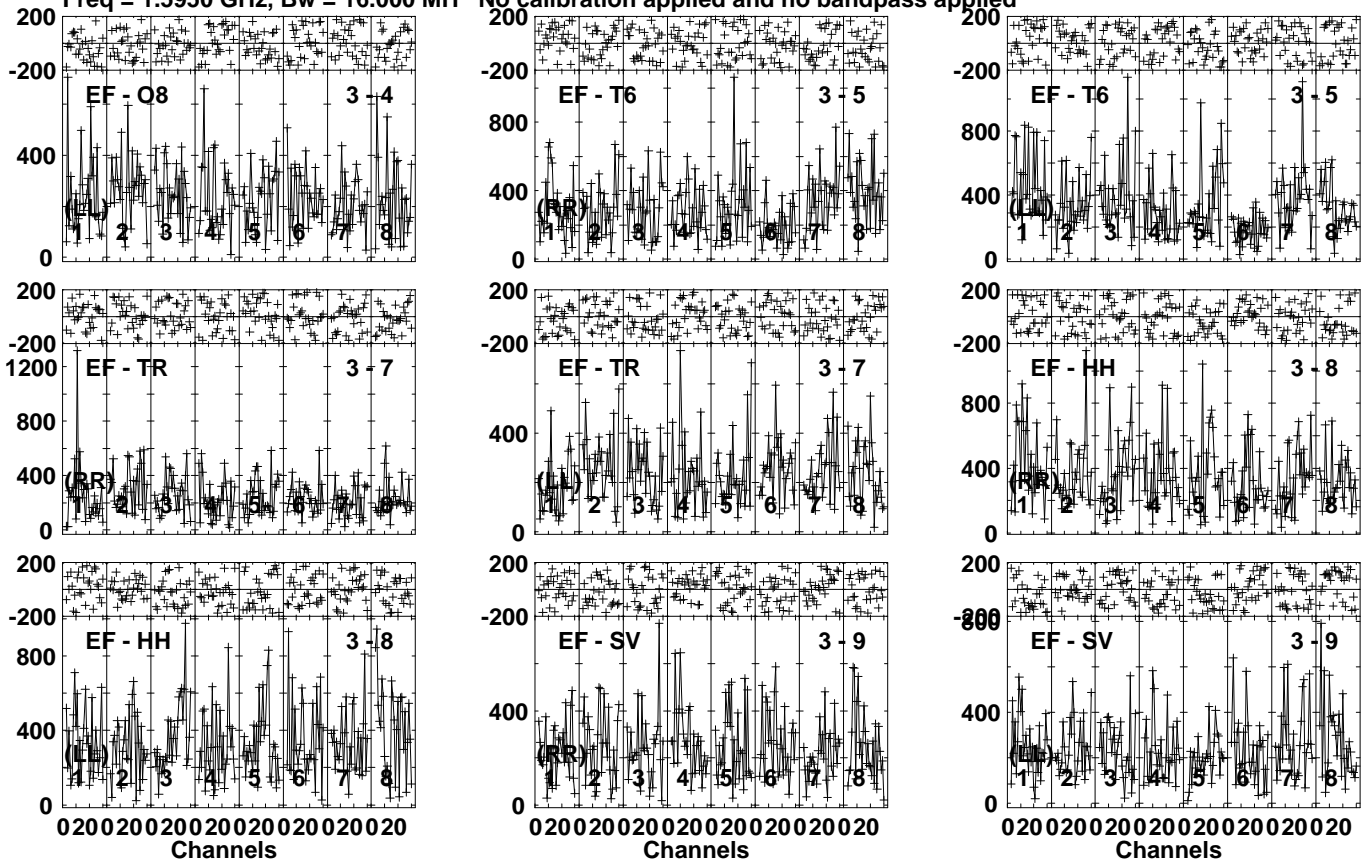 Freq = 1.5950 GHz, Bw = 16.000 MH No calibration applied and no bandpass applied
200 200 200
-200 -200 -200
EF - O8 3 - 4 EF - T6 3 - 5 EF - T6 3 - 5
800 800
400 400 400
(LL) (RR) (LL)
1 2 3 4 5 6 7 8 1 2 3 4 5 6 7 8 1 2 3 4 5 6 7 8
0 0 0
200 200 200
-200 -200 -200
EF - TR 3 - 7 EF - TR 3 - 7 EF - HH 3 - 8
1200
800 800
400 400 400
(RR) (LL) (RR)
1 2 3 4 5 6 7 8 1 2 3 4 5 6 7 8 1 2 3 4 5 6 7 8
0 0 0
200 200 200
-200 -200 -200
800
EF - HH 3 - 8 EF - SV 3 - 9 EF - SV 3 - 9
800
400 400 400
(LL) (RR) (LL)
1 2 3 4 5 6 7 8 1 2 3 4 5 6 7 8 1 2 3 4 5 6 7 8
0 0 0
0 20 0 20 0 20 0 20 0 20 0 20 0 20 0 20 0 20 0 20 0 20 0 20 0 20 0 20 0 20 0 20 0 20 0 20 0 20 0 20 0 20 0 20 0 20 0 20
Channels Channels Channels